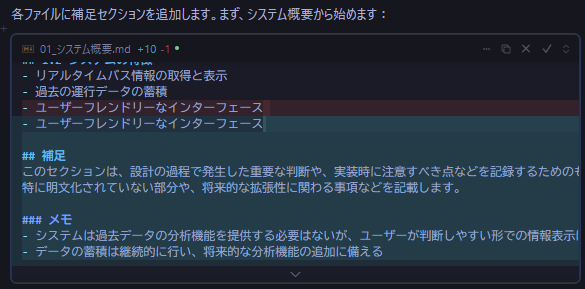 各ファイルに補足セクションを追加します。まず、システム概要から始めます：
01_システム概要.md +10 -1
- リアルタイムバス情報の取得と表示
- 過去の運行データの蓄積
- ユーザーフレンドリーなインターフェース
- ユーザーフレンドリーなインターフェース
## 補足
このセクションは、設計の過程で発生した重要な判断や、実装時に注意すべき点などを記録するための
特に明文化されていない部分や、将来的な拡張性に関わる事項などを記載します。
### メモ
- システムは過去データの分析機能を提供する必要はないが、ユーザーが判断しやすい形での情報表示
- データの蓄積は継続的に行い、将来的な分析機能の追加に備える